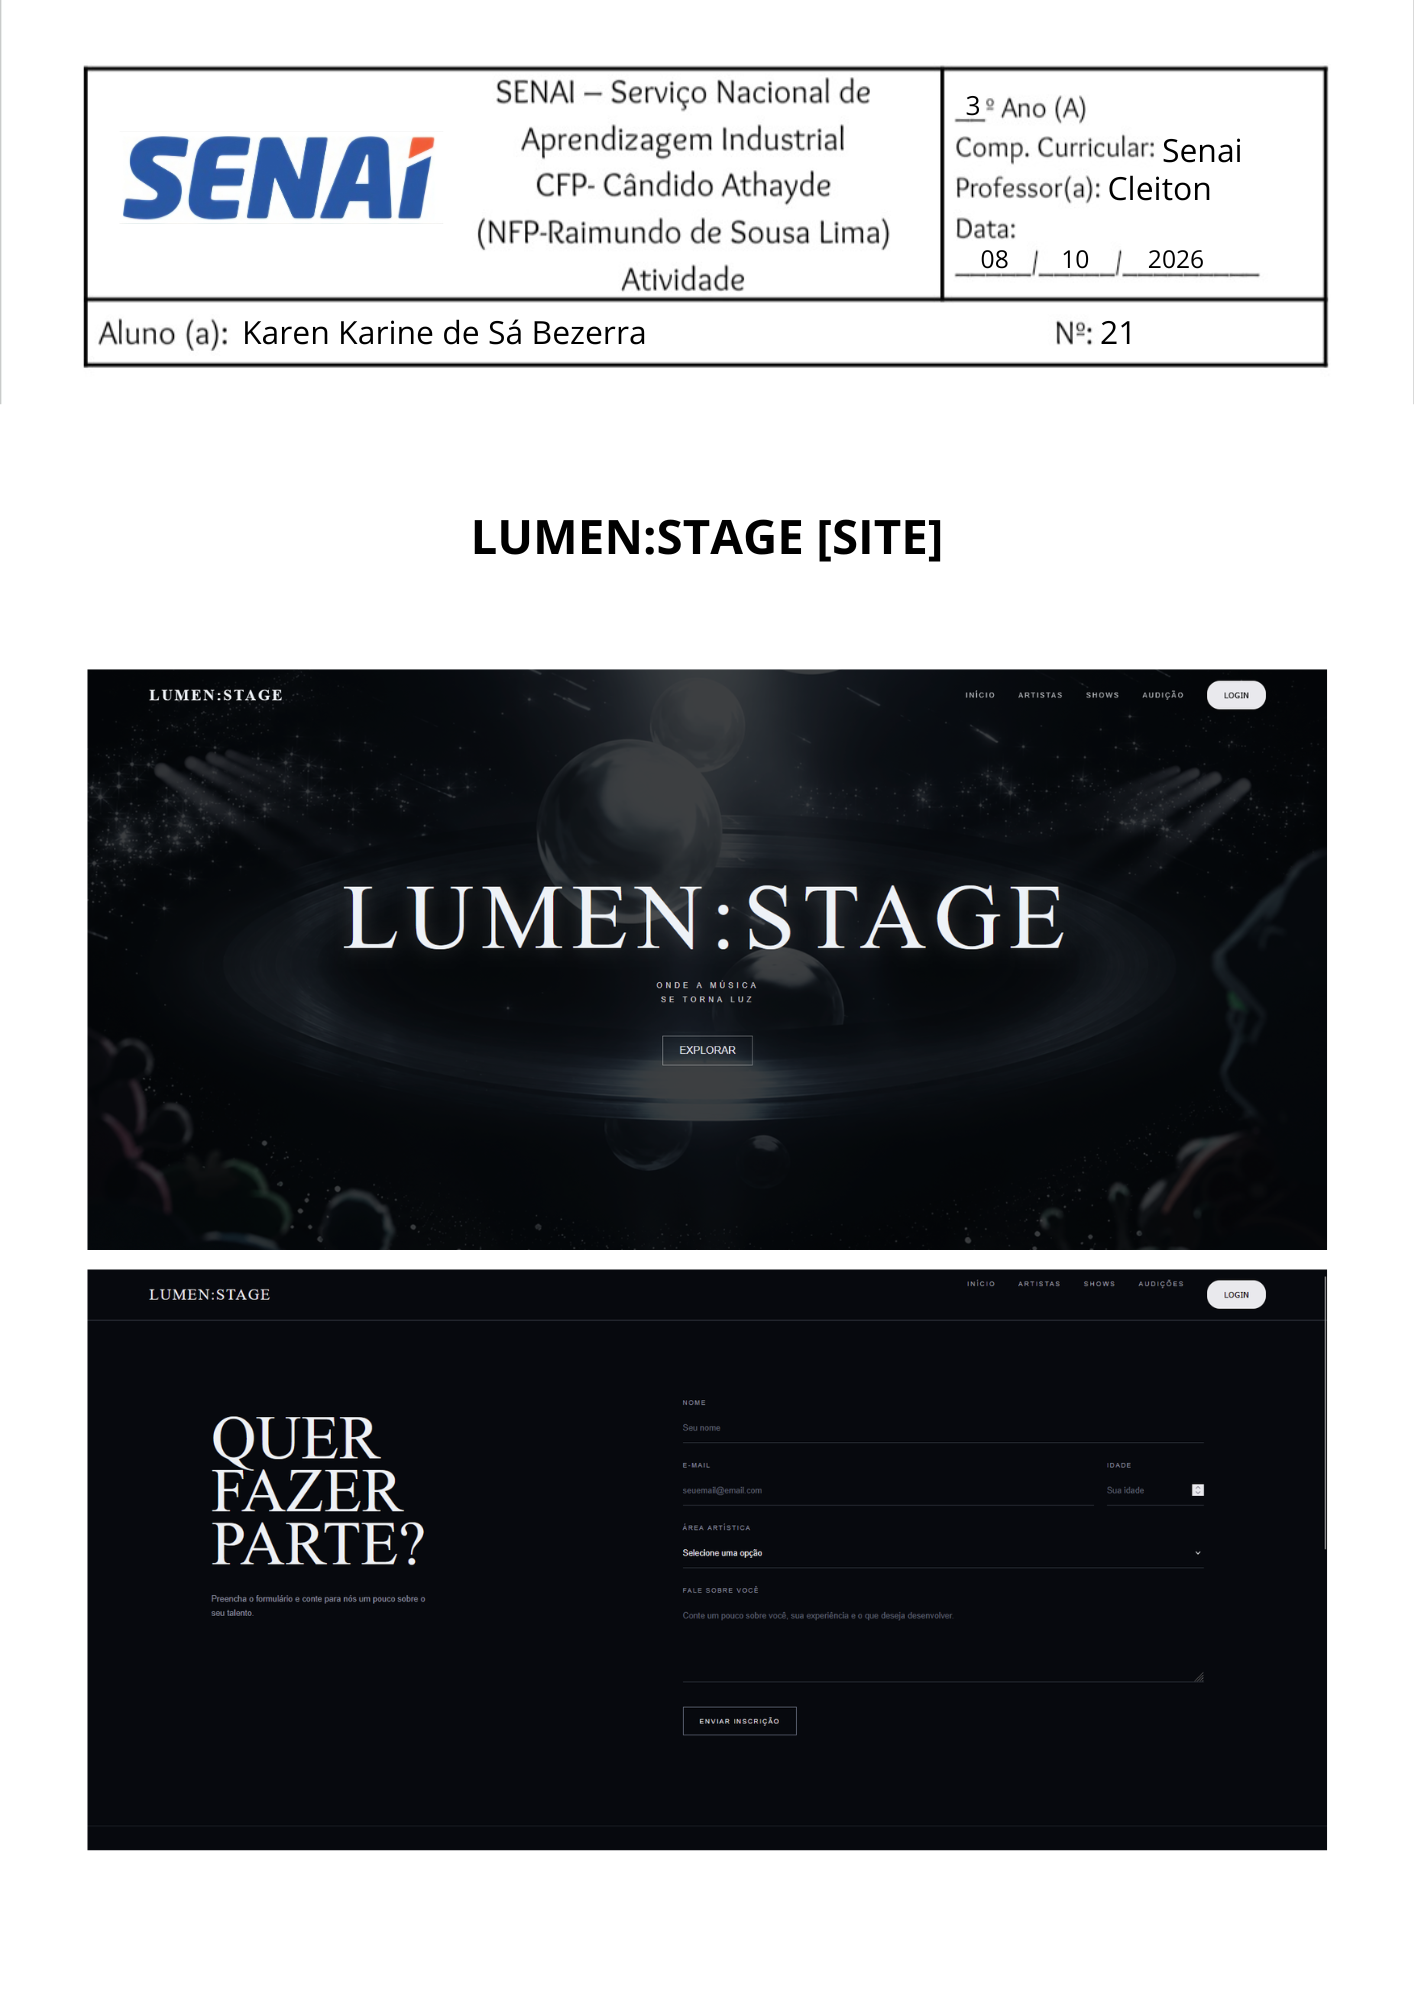 SENAI
SENAI – Serviço Nacional de
Aprendizagem Industrial
CFP- Cândido Athayde
(NFP-Raimundo de Sousa Lima)
Atividade
3º Ano (A)
Comp. Curricular: Senai
Professor(a): Cleiton
Data:
08 / 10 / 2026
Aluno (a): Karen Karine de Sá Bezerra Nº: 21
LUMEN:STAGE [SITE]
LUMEN:STAGE INÍCIO ARTISTAS SHOWS AUDIÇÃO LOGIN
LUMEN:STAGE
ONDE A MÚSICA
SE TORNA LUZ
EXPLORAR
LUMEN:STAGE INÍCIO ARTISTAS SHOWS AUDIÇÕES LOGIN
QUER
FAZER
PARTE?
Preencha o formulário e conte para nós um pouco sobre o
seu talento.
NOME
Seu nome
E-MAIL IDADE
seuemail@email.com Sua idade
ÁREA ARTÍSTICA
Selecione uma opção
FALE SOBRE VOCÊ
Conte um pouco sobre você, sua experiência e o que deseja desenvolver.
ENVIAR INSCRIÇÃO